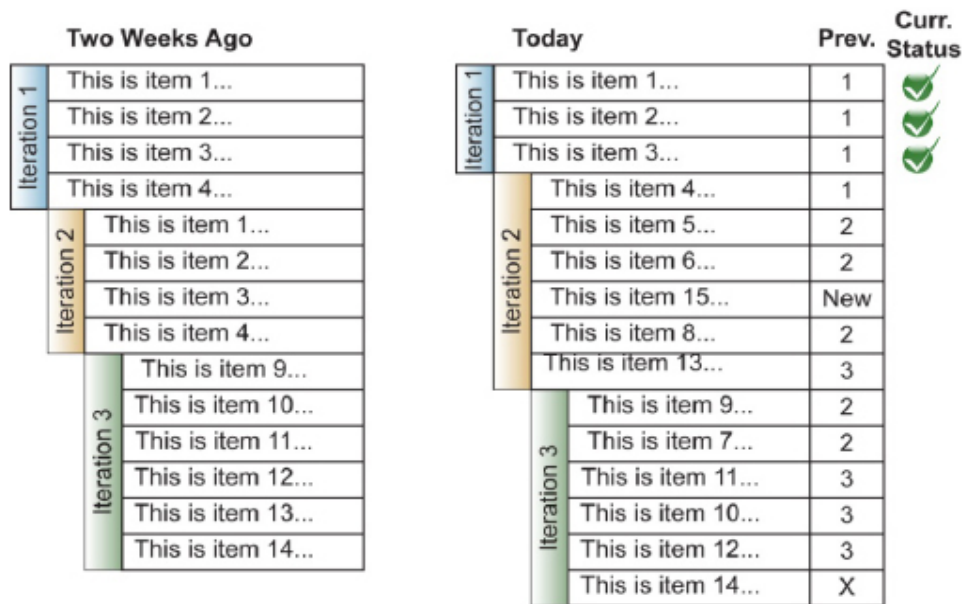 Two Weeks Ago
Iteration 1
This is item 1...
This is item 2...
This is item 3...
This is item 4...
Iteration 2
This is item 1...
This is item 2...
This is item 3...
This is item 4...
Iteration 3
This is item 9...
This is item 10...
This is item 11...
This is item 12...
This is item 13...
This is item 14...
Today Prev. Curr. Status
Iteration 1
This is item 1... 1
This is item 2... 1
This is item 3... 1
Iteration 2
This is item 4... 1
This is item 5... 2
This is item 6... 2
This is item 15... New
This is item 8... 2
This is item 13... 3
Iteration 3
This is item 9... 2
This is item 7... 2
This is item 11... 3
This is item 10... 3
This is item 12... 3
This is item 14... X